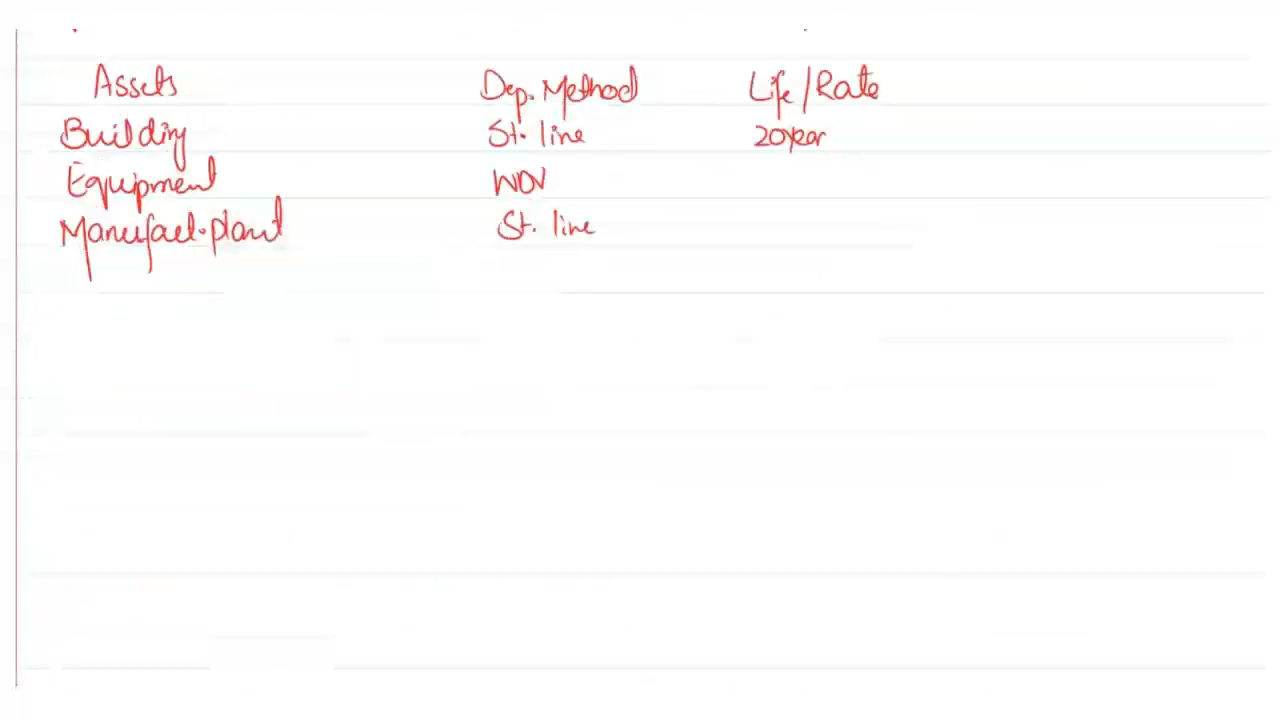 Assets Dep. Method Life/Rate
Building St. line 20year
Equipment WDV
Manufact. plant St. line